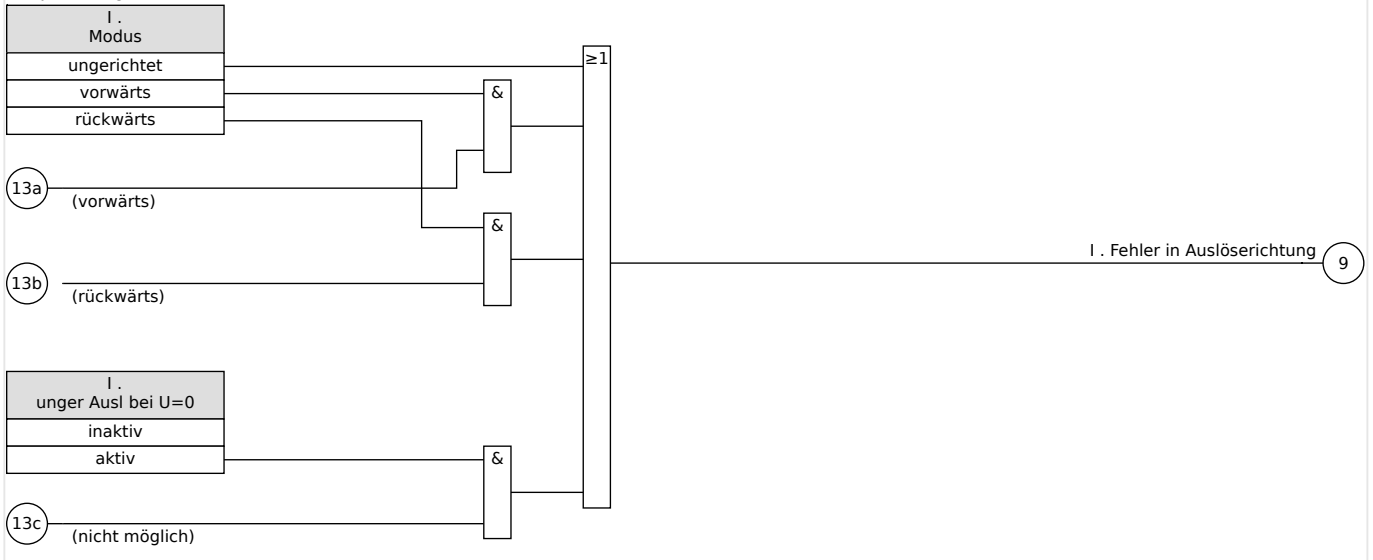 I .
Modus
ungerichtet
vorwärts
rückwärts
≥1
&
13a
(vorwärts)
&
I . Fehler in Auslöserichtung
9
13b
(rückwärts)
I .
unger Ausl bei U=0
inaktiv
aktiv
&
13c
(nicht möglich)